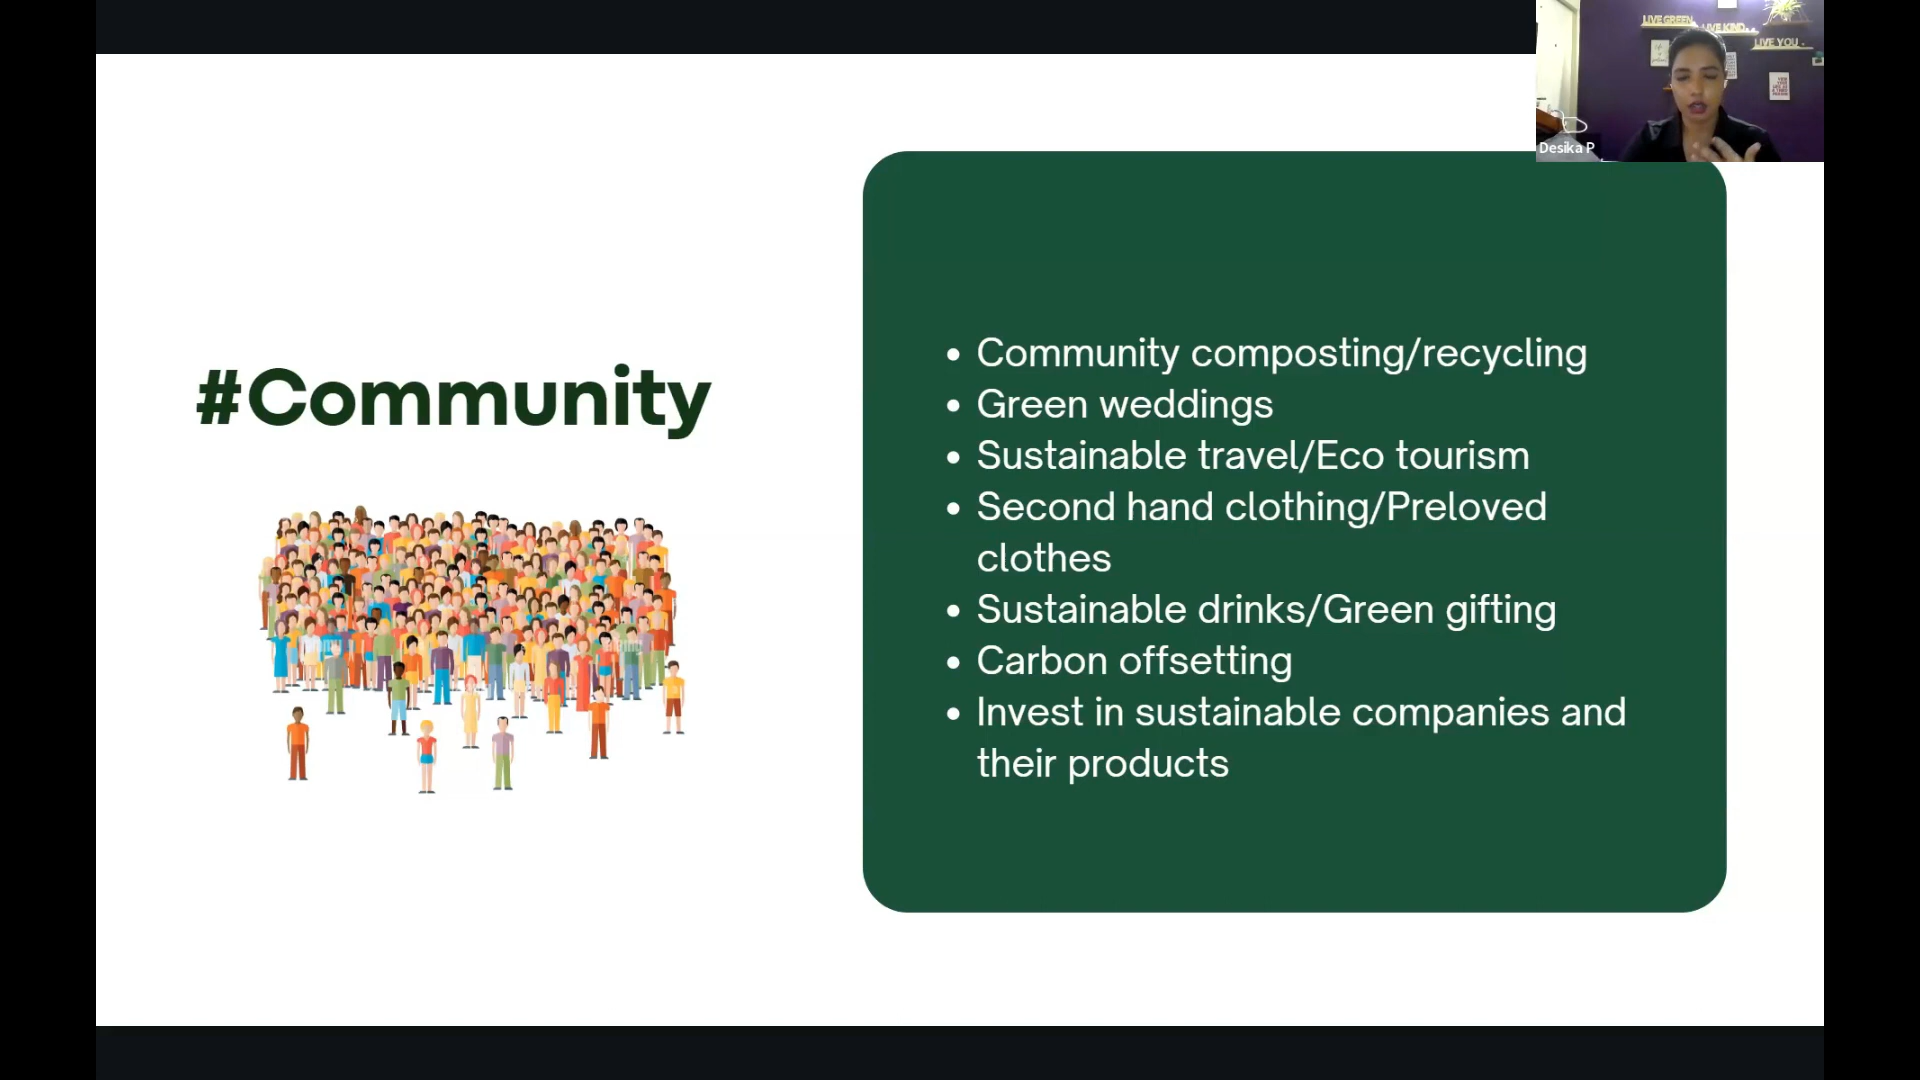 LIVE GREEN
LIVE KIND...
LIVE YOU .
Desika P
#Community
• Community composting/recycling
• Green weddings
• Sustainable travel/Eco tourism
• Second hand clothing/Preloved
clothes
• Sustainable drinks/Green gifting
• Carbon offsetting
• Invest in sustainable companies and
their products